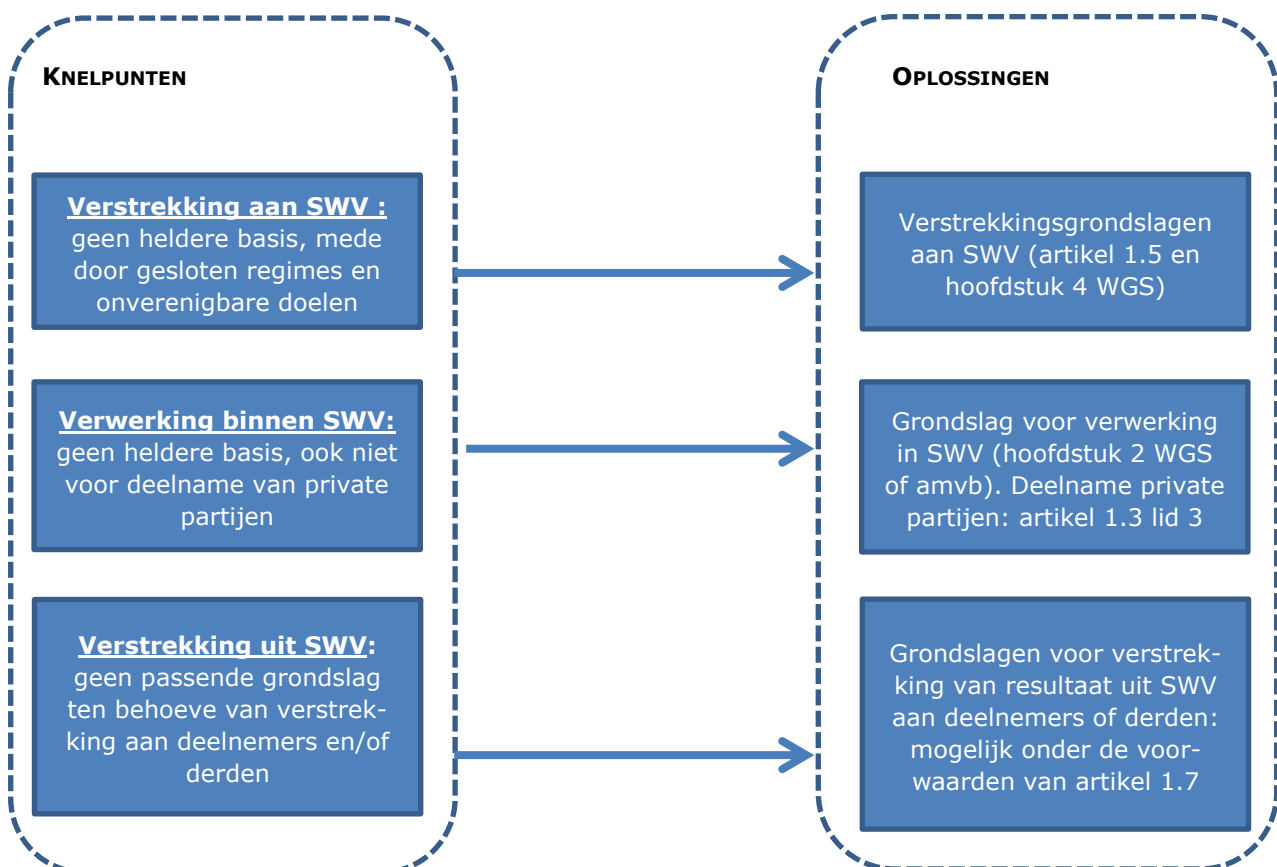 KNELPUNTEN
Verstrekking aan SWV :
geen heldere basis, mede
door gesloten regimes en
onverenigbare doelen
Verwerking binnen SWV:
geen heldere basis, ook niet
voor deelname van private
partijen
Verstrekking uit SWV:
geen passende grondslag
ten behoeve van verstrek-
king aan deelnemers en/of
derden
OPLOSSINGEN
Verstrekkingsgrondslagen
aan SWV (artikel 1.5 en
hoofdstuk 4 WGS)
Grondslag voor verwerking
in SWV (hoofdstuk 2 WGS
of amvb). Deelname private
partijen: artikel 1.3 lid 3
Grondslagen voor verstrek-
king van resultaat uit SWV
aan deelnemers of derden:
mogelijk onder de voor-
waarden van artikel 1.7